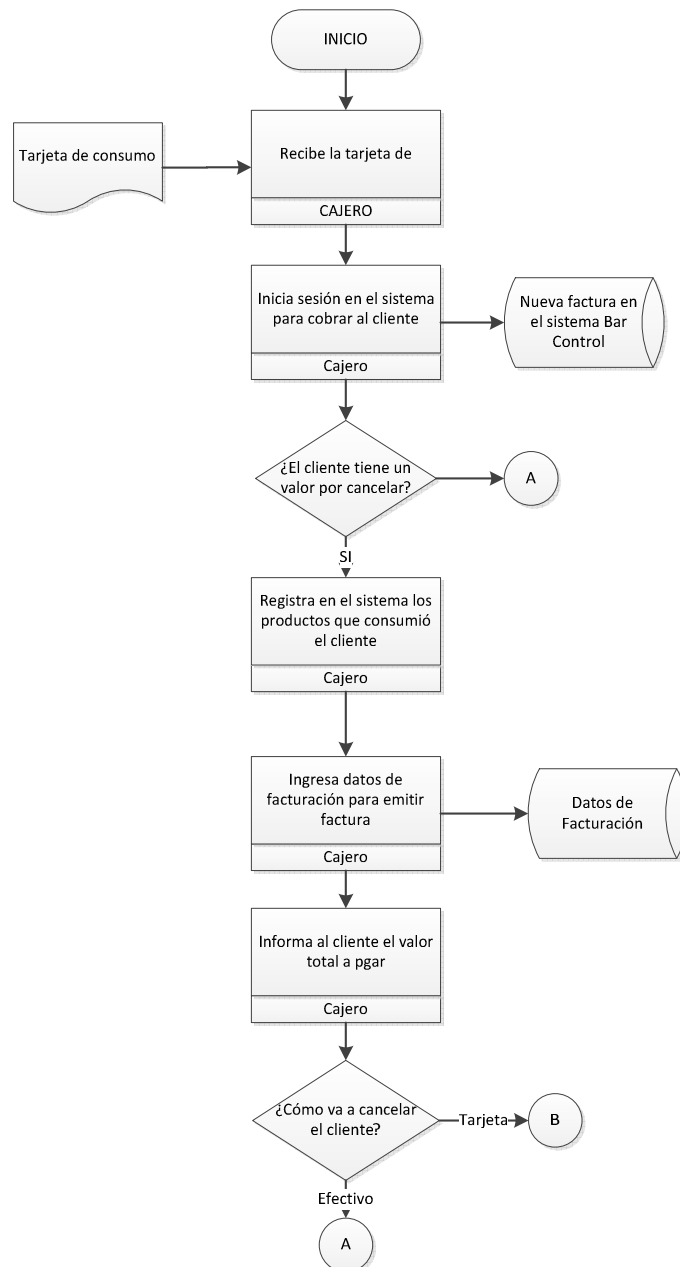 INICIO
Tarjeta de consumo
Recibe la tarjeta de
CAJERO
Inicia sesión en el sistema
para cobrar al cliente
Cajero
Nueva factura en
el sistema Bar
Control
¿El cliente tiene un
valor por cancelar?
A
SI
Registra en el sistema los
productos que consumió
el cliente
Cajero
Ingresa datos de
facturación para emitir
factura
Cajero
Datos de
Facturación
Informa al cliente el valor
total a pgar
Cajero
¿Cómo va a cancelar
el cliente?
Tarjeta
B
Efectivo
A